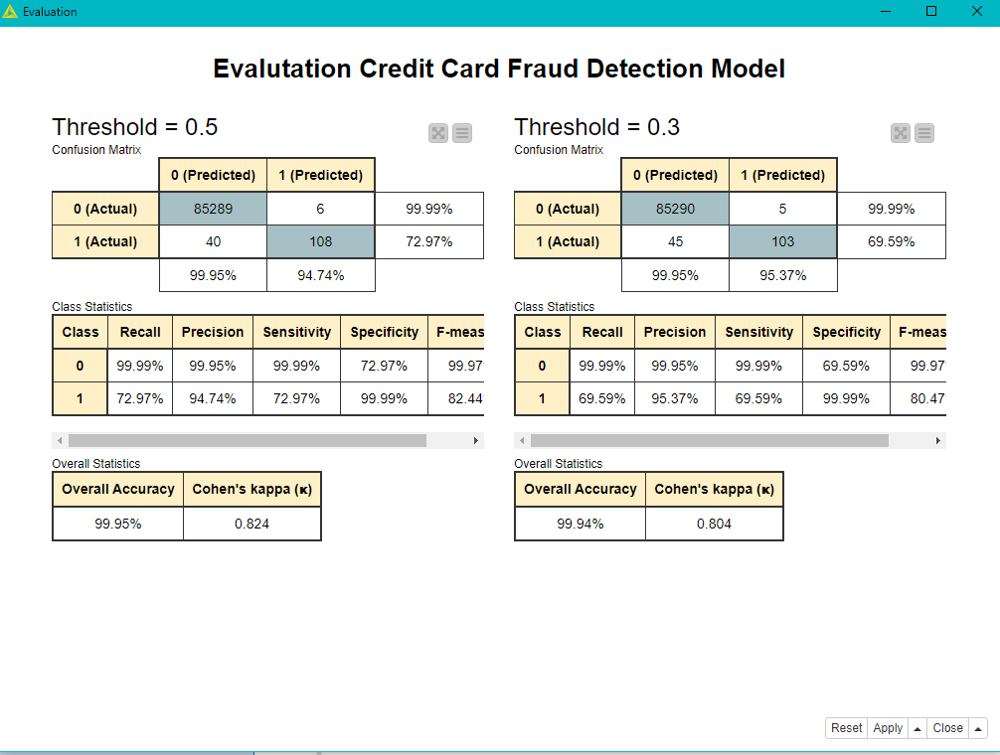 Evaluation
Evalutation Credit Card Fraud Detection Model
Threshold = 0.5
Confusion Matrix
0 (Predicted) 1 (Predicted)
0 (Actual) 85289 6 99.99%
1 (Actual) 40 108 72.97%
99.95% 94.74%
Class Statistics
Class Recall Precision Sensitivity Specificity F-meas
0 99.99% 99.95% 99.99% 72.97% 99.97
1 72.97% 94.74% 72.97% 99.99% 82.44
Overall Statistics
Overall Accuracy Cohen's kappa (κ)
99.95% 0.824
Threshold = 0.3
Confusion Matrix
0 (Predicted) 1 (Predicted)
0 (Actual) 85290 5 99.99%
1 (Actual) 45 103 69.59%
99.95% 95.37%
Class Statistics
Class Recall Precision Sensitivity Specificity F-meas
0 99.99% 99.95% 99.99% 69.59% 99.97
1 69.59% 95.37% 69.59% 99.99% 80.47
Overall Statistics
Overall Accuracy Cohen's kappa (κ)
99.94% 0.804
Reset Apply Close